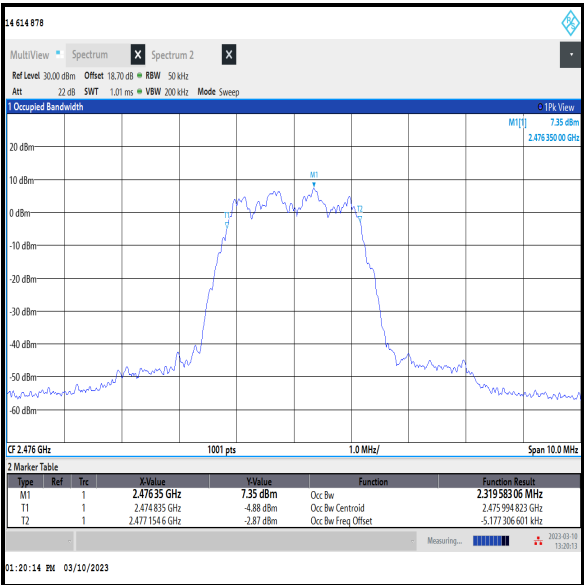 14 614 878
MultiView Spectrum X Spectrum 2 X
Ref Level 30.00 dBm Offset 18.70 dB RBW 50 kHz
Att 22 dB SWT 1.01 ms VBW 200 kHz Mode Sweep
1 Occupied Bandwidth 1Pk View
M1[1] 7.35 dBm
2.476 350 00 GHz
20 dBm
M1
10 dBm
T1 T2
0 dBm
-10 dBm
-20 dBm
-30 dBm
-40 dBm
-50 dBm
-60 dBm
CF 2.476 GHz 1001 pts 1.0 MHz/ Span 10.0 MHz
2 Marker Table
Type Ref Trc X-Value Y-Value Function Function Result
M1 1 2.476 35 GHz 7.35 dBm Occ Bw 2.319 583 06 MHz
T1 1 2.474 835 GHz -4.88 dBm Occ Bw Centroid 2.475 994 823 GHz
T2 1 2.477 154 6 GHz -2.87 dBm Occ Bw Freq Offset -5.177 306 601 kHz
Measuring... 2023-03-10
13:20:13
01:20:14 PM 03/10/2023